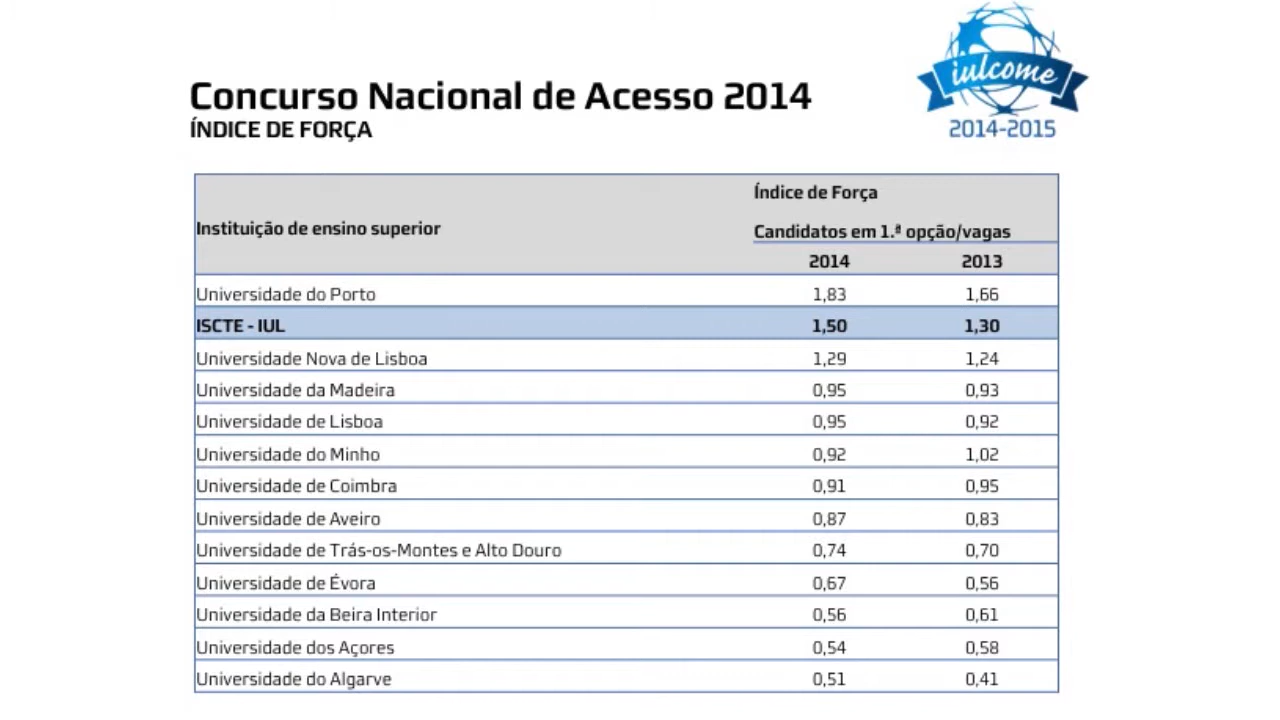 iulcome
2014-2015
Concurso Nacional de Acesso 2014
ÍNDICE DE FORÇA
Instituição de ensino superior
Índice de Força
Candidatos em 1.ª opção/vagas
2014 2013
Universidade do Porto 1,83 1,66
ISCTE - IUL 1,50 1,30
Universidade Nova de Lisboa 1,29 1,24
Universidade da Madeira 0,95 0,93
Universidade de Lisboa 0,95 0,92
Universidade do Minho 0,92 1,02
Universidade de Coimbra 0,91 0,95
Universidade de Aveiro 0,87 0,83
Universidade de Trás-os-Montes e Alto Douro 0,74 0,70
Universidade de Évora 0,67 0,56
Universidade da Beira Interior 0,56 0,61
Universidade dos Açores 0,54 0,58
Universidade do Algarve 0,51 0,41